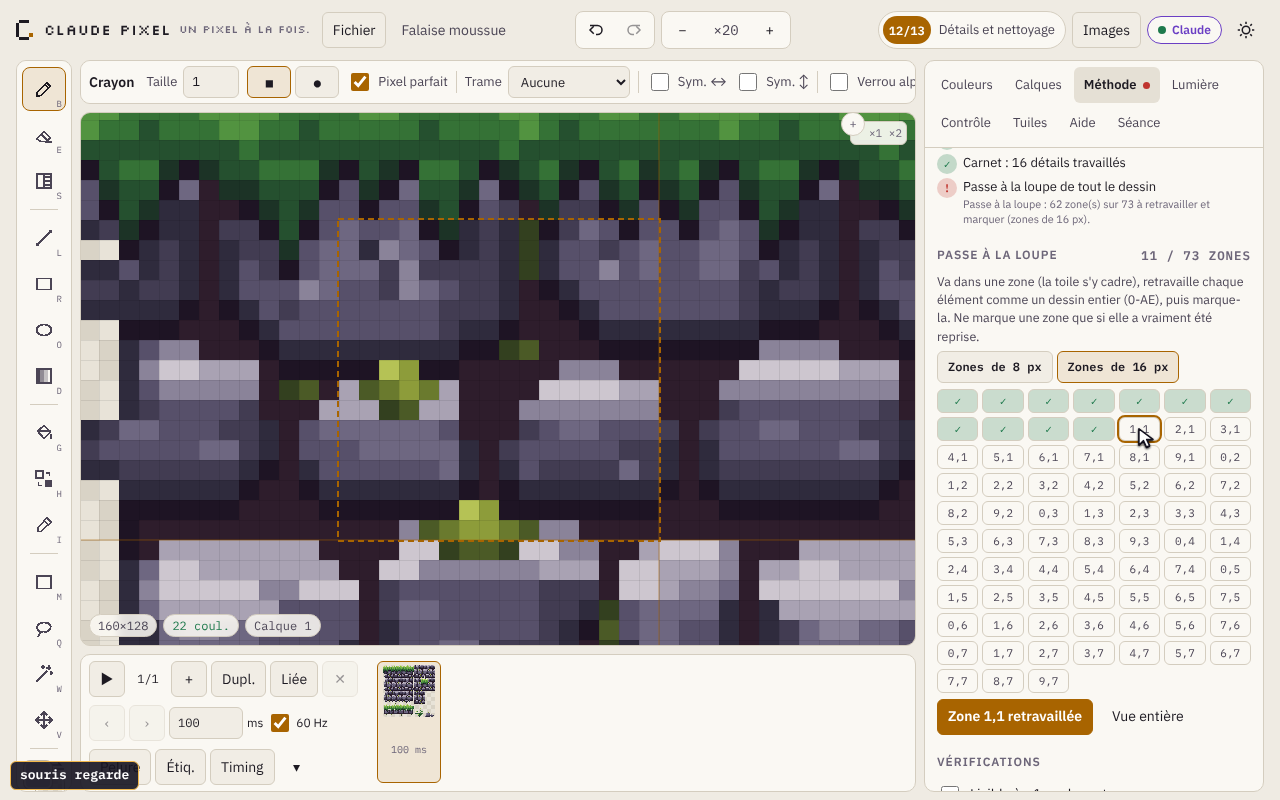 CLAUDE PIXEL UN PIXEL À LA FOIS. Fichier Falaise moussue − ×20 + 12/13 Détails et nettoyage Images Claude
Crayon Taille 1 Pixel parfait Trame Aucune Sym. ↔ Sym. ↕ Verrou alp
B
E
S
L
R
O
D
G
H
I
M
Q
W
V
+ ×1 ×2
160×128 22 coul. Calque 1
1/1 + Dupl. Liée ✕
‹ › 100 ms 60 Hz
Étiq. Timing ▼
100 ms
souris regarde
Couleurs Calques Méthode Lumière
Contrôle Tuiles Aide Séance
✓ Carnet : 16 détails travaillés
! Passe à la loupe de tout le dessin
Passe à la loupe : 62 zone(s) sur 73 à retravailler et
marquer (zones de 16 px).
PASSE À LA LOUPE 11 / 73 ZONES
Va dans une zone (la toile s'y cadre), retravaille chaque
élément comme un dessin entier (0-AE), puis marque-
la. Ne marque une zone que si elle a vraiment été
reprise.
Zones de 8 px Zones de 16 px
✓ ✓ ✓ ✓ ✓ ✓ ✓
✓ ✓ ✓ ✓ 1,1 2,1 3,1
4,1 5,1 6,1 7,1 8,1 9,1 0,2
1,2 2,2 3,2 4,2 5,2 6,2 7,2
8,2 9,2 0,3 1,3 2,3 3,3 4,3
5,3 6,3 7,3 8,3 9,3 0,4 1,4
2,4 3,4 4,4 5,4 6,4 7,4 0,5
1,5 2,5 3,5 4,5 5,5 6,5 7,5
0,6 1,6 2,6 3,6 4,6 5,6 7,6
0,7 1,7 2,7 3,7 4,7 5,7 6,7
7,7 8,7 9,7
Zone 1,1 retravaillée Vue entière
VÉRIFICATIONS